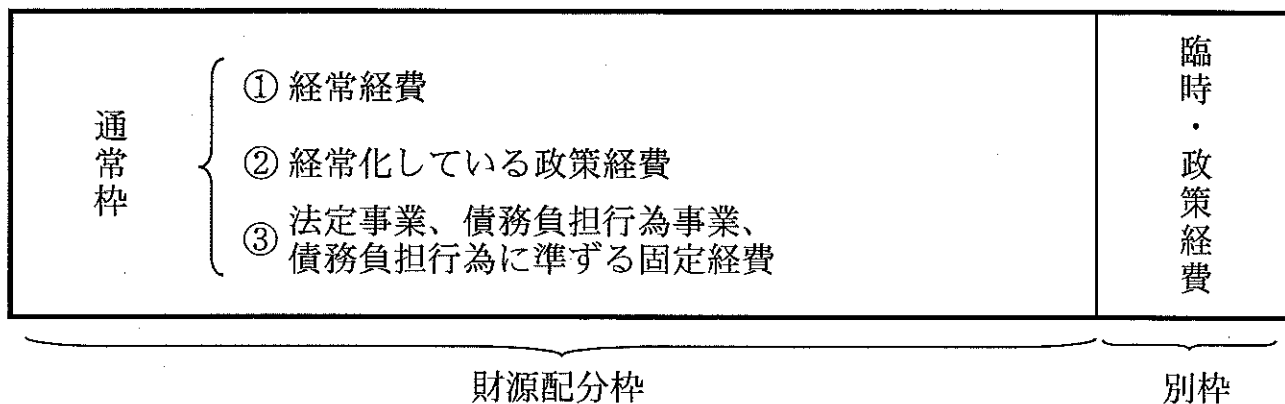 通常枠
① 経常経費
② 経常化している政策経費
③ 法定事業、債務負担行為事業、
債務負担行為に準ずる固定経費
臨時・政策経費
財源配分枠
別枠